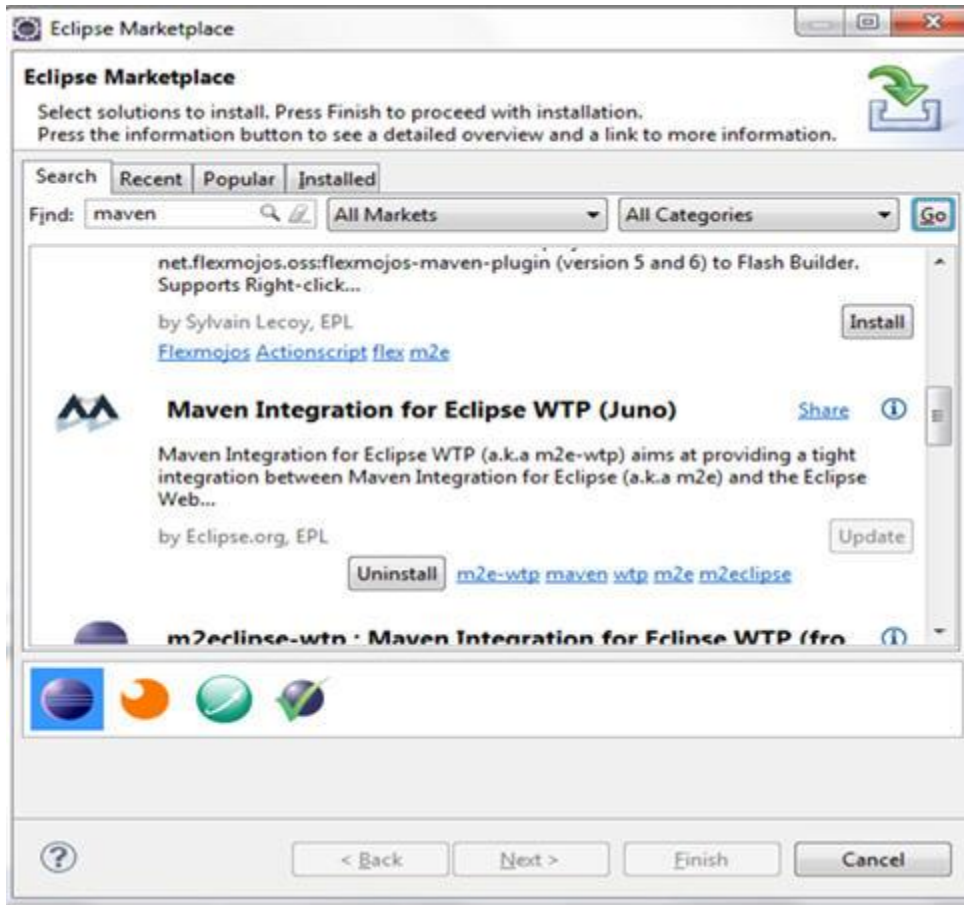 Eclipse Marketplace
Eclipse Marketplace
Select solutions to install. Press Finish to proceed with installation.
Press the information button to see a detailed overview and a link to more information.
Search Recent Popular Installed
Find: maven All Markets All Categories Go
net.flexmojos.oss:flexmojos-maven-plugin (version 5 and 6) to Flash Builder.
Supports Right-click...
by Sylvain Lecoy, EPL Install
Flexmojos Actionscript flex m2e
Maven Integration for Eclipse WTP (Juno) Share
Maven Integration for Eclipse WTP (a.k.a m2e-wtp) aims at providing a tight
integration between Maven Integration for Eclipse (a.k.a m2e) and the Eclipse
Web...
by Eclipse.org, EPL Update
Uninstall m2e-wtp maven wtp m2e m2eclipse
m2eclipse-wtp : Maven Integration for Eclipse WTP (fro
< Back Next > Finish Cancel